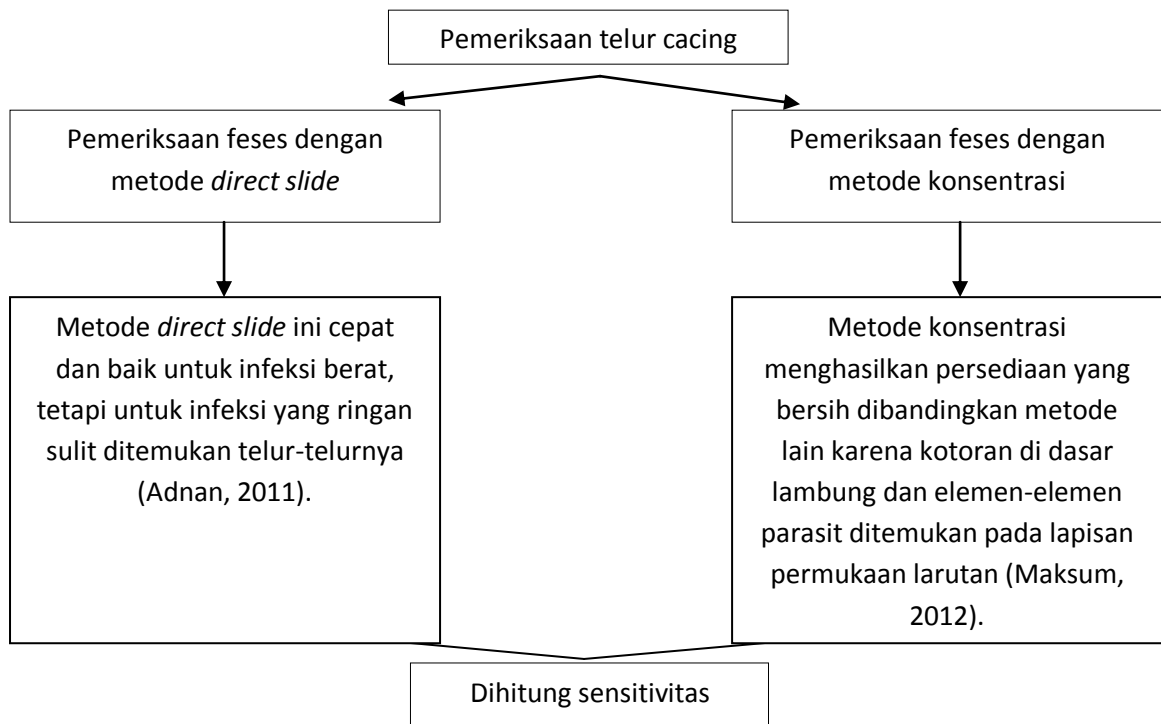 Pemeriksaan telur cacing
Pemeriksaan feses dengan
metode direct slide
Pemeriksaan feses dengan
metode konsentrasi
Metode direct slide ini cepat
dan baik untuk infeksi berat,
tetapi untuk infeksi yang ringan
sulit ditemukan telur-telurnya
(Adnan, 2011).
Metode konsentrasi
menghasilkan persediaan yang
bersih dibandingkan metode
lain karena kotoran di dasar
lambung dan elemen-elemen
parasit ditemukan pada lapisan
permukaan larutan (Maksum,
2012).
Dihitung sensitivitas